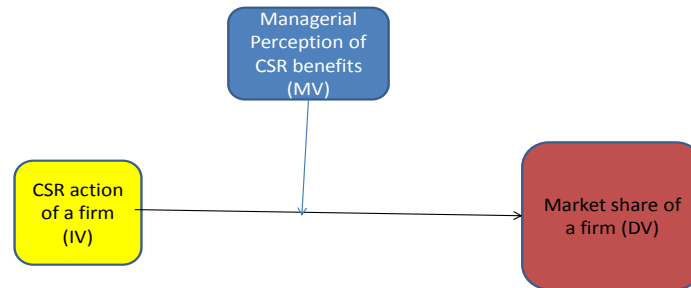 Managerial
Perception of
CSR benefits
(MV)
CSR action
of a firm
(IV)
Market share of
a firm (DV)